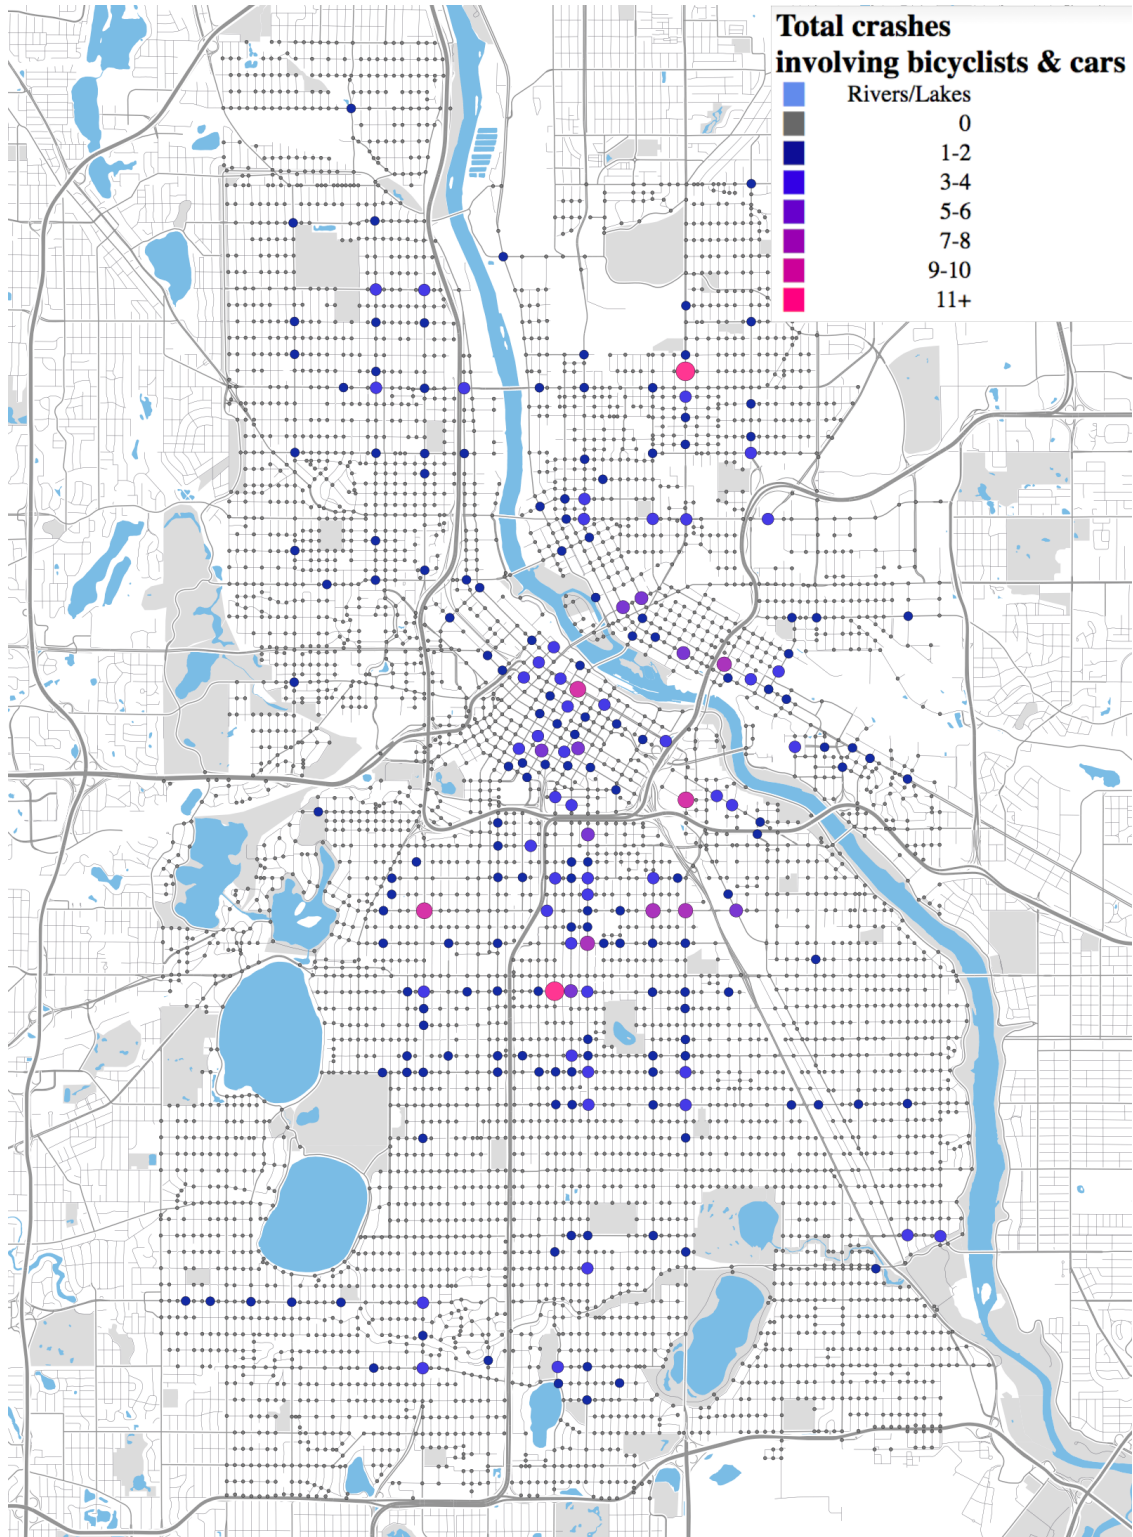 Total crashes
involving bicyclists & cars
Rivers/Lakes
0
1-2
3-4
5-6
7-8
9-10
11+